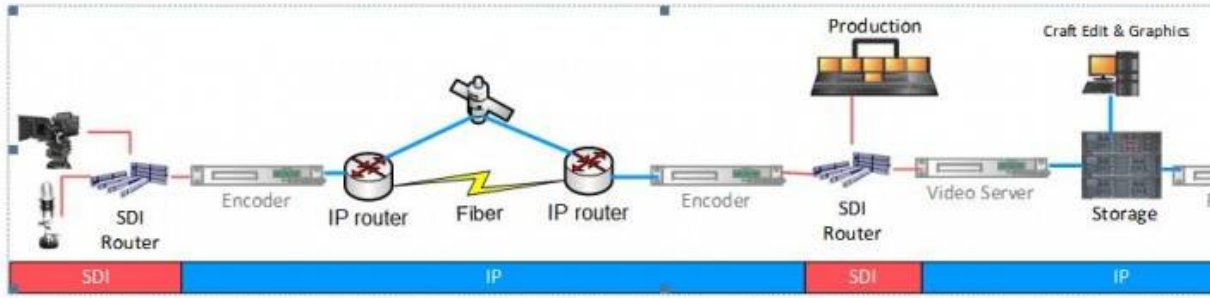 Production
Craft Edit & Graphics
Encoder
IP router
Fiber
IP router
Encoder
Video Server
Storage
SDI
Router
SDI
Router
SDI
IP
SDI
IP